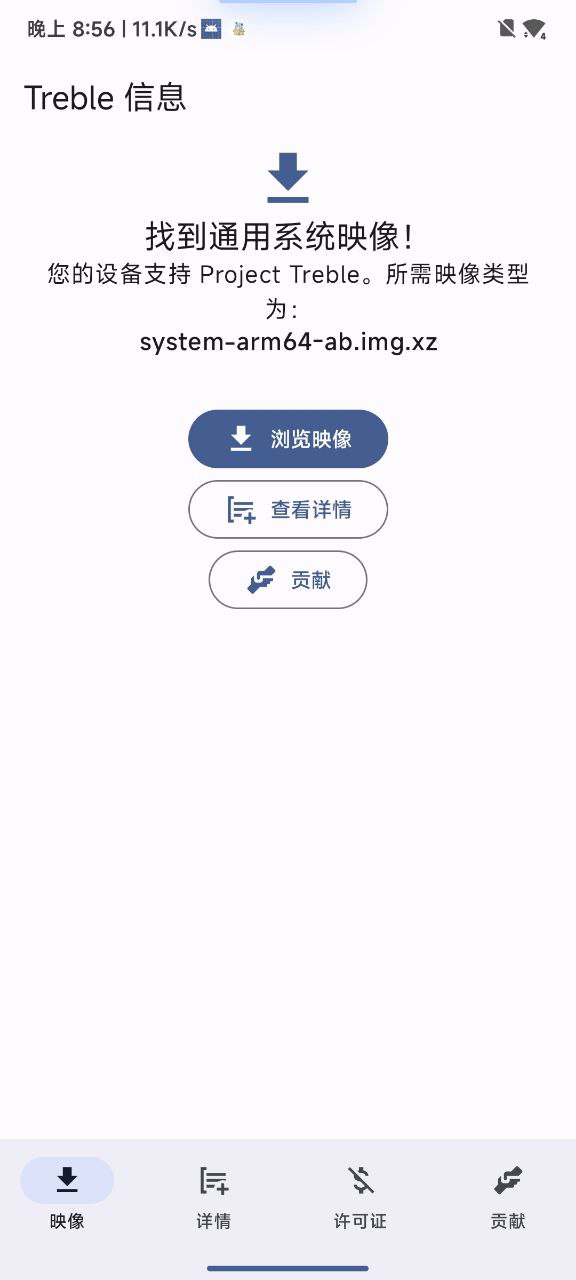 晚上 8:56 | 11.1K/s
4
Treble 信息
找到通用系统映像！
您的设备支持 Project Treble。所需映像类型
为：
system-arm64-ab.img.xz
浏览映像
查看详情
贡献
映像 详情 许可证 贡献